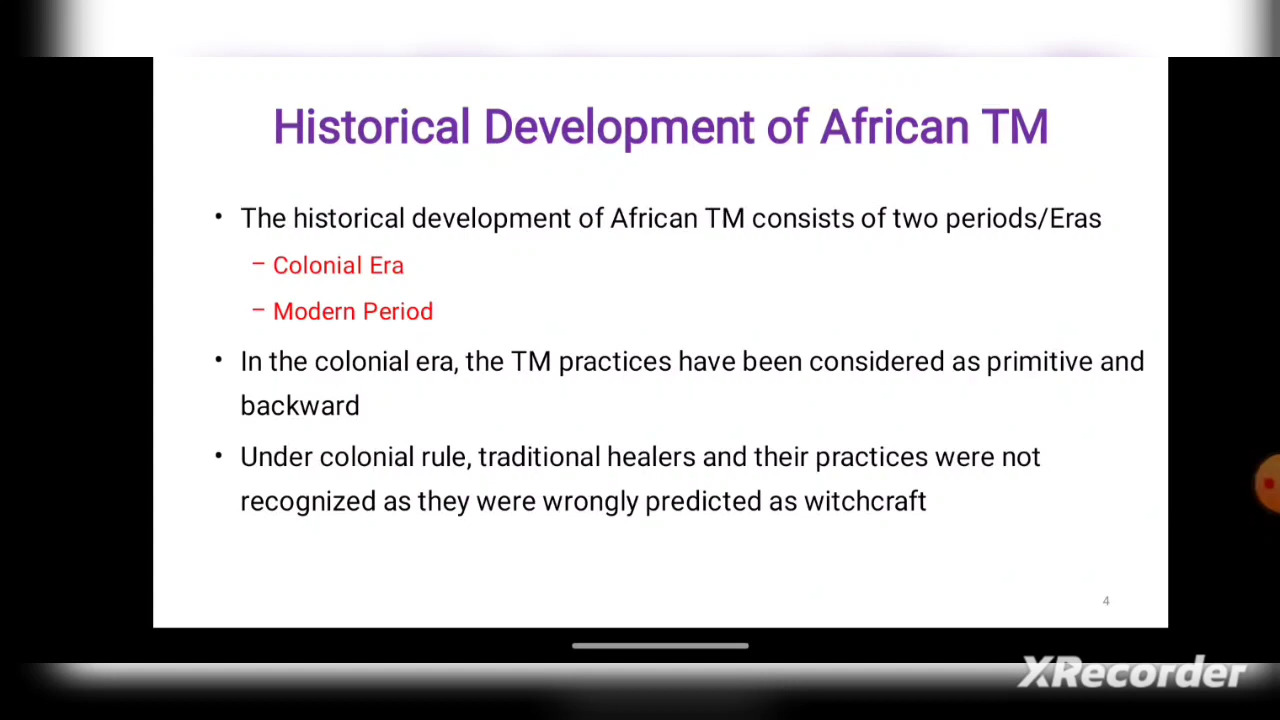 Historical Development of African TM
• The historical development of African TM consists of two periods/Eras
– Colonial Era
– Modern Period
• In the colonial era, the TM practices have been considered as primitive and
backward
• Under colonial rule, traditional healers and their practices were not
recognized as they were wrongly predicted as witchcraft
4
XRecorder